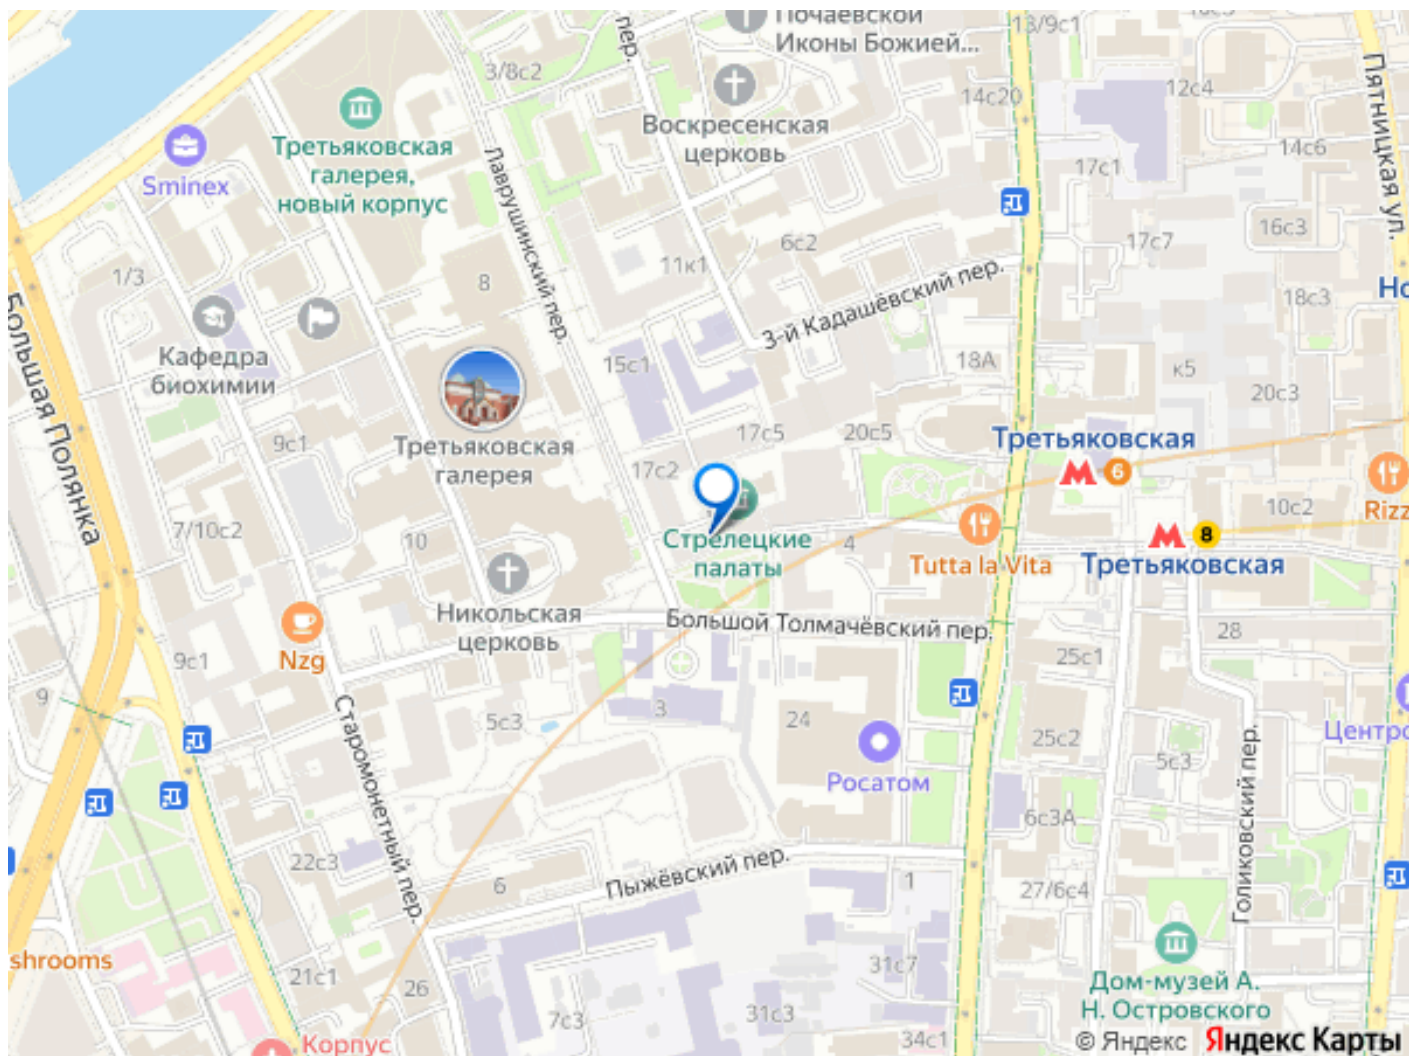 Почаевской
Иконы Божией...
13/9с1
пер.
3/8с2
Воскресенская
церковь
14с20
12с4
Пятницкая ул.
14с6
Третьяковская
галерея,
новый корпус
Sminex
Лаврушинский пер.
17с1
16с3
17с7
6с2
11к1
1/3
8
3-й Кадашёвский пер.
18с3
Но
Большая Полянка
Кафедра
биохимии
15с1
18А
к5
20с3
9с1
Третьяковская
галерея
17с5
20с5
Третьяковская
6
17с2
7/10с2
10
Стрелецкие
палаты
4
Tutta la Vita
10с2
Rizz
8
Третьяковская
Никольская
церковь
Большой Толмачёвский пер.
28
Nzg
9с1
25с1
9
Старомонетный пер.
5с3
3
24
Росатом
25с2
5с3
Центро
Голиковский пер.
6с3А
22с3
6
Пыжёвский пер.
1
27/6с4
shrooms
21с1
26
31с7
Дом-музей А.
Н. Островского
7с3
31с3
34с1
Корпус
© Яндекс Яндекс Карты